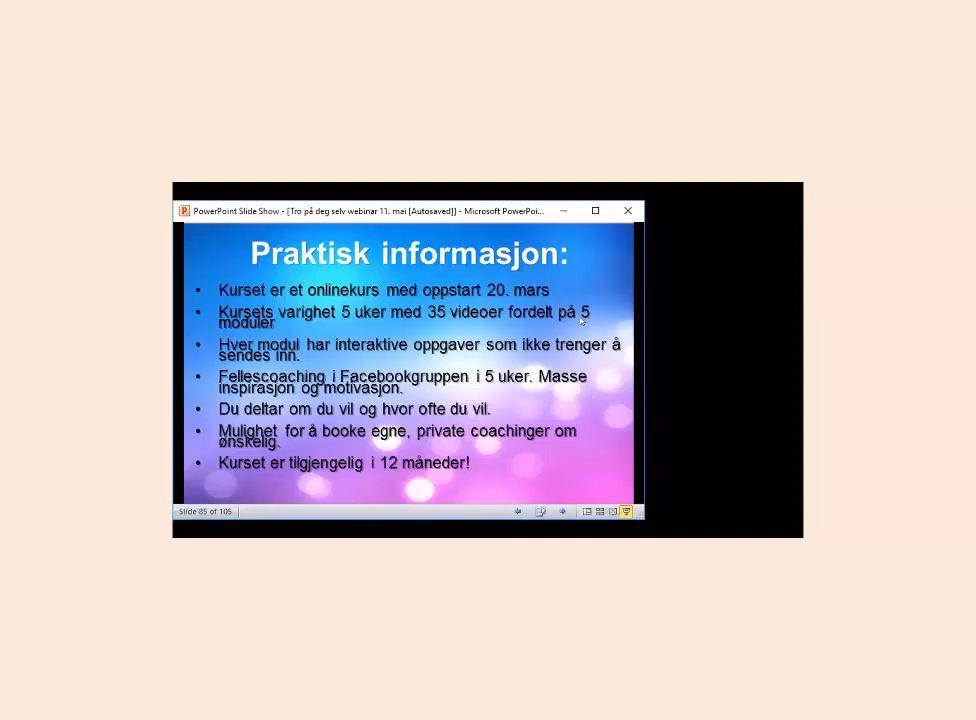 PowerPoint Slide Show - [Tro på deg selv webinar 11. mai [Autosaved]] - Microsoft PowerPoi...
Praktisk informasjon:
• Kurset er et onlinekurs med oppstart 20. mars
• Kursets varighet 5 uker med 35 videoer fordelt på 5
moduler
• Hver modul har interaktive oppgaver som ikke trenger å
sendes inn.
• Fellescoaching i Facebookgruppen i 5 uker. Masse
inspirasjon og motivasjon.
• Du deltar om du vil og hvor ofte du vil.
• Mulighet for å booke egne, private coachinger om
ønskelig.
• Kurset er tilgjengelig i 12 måneder!
Slide 85 of 105